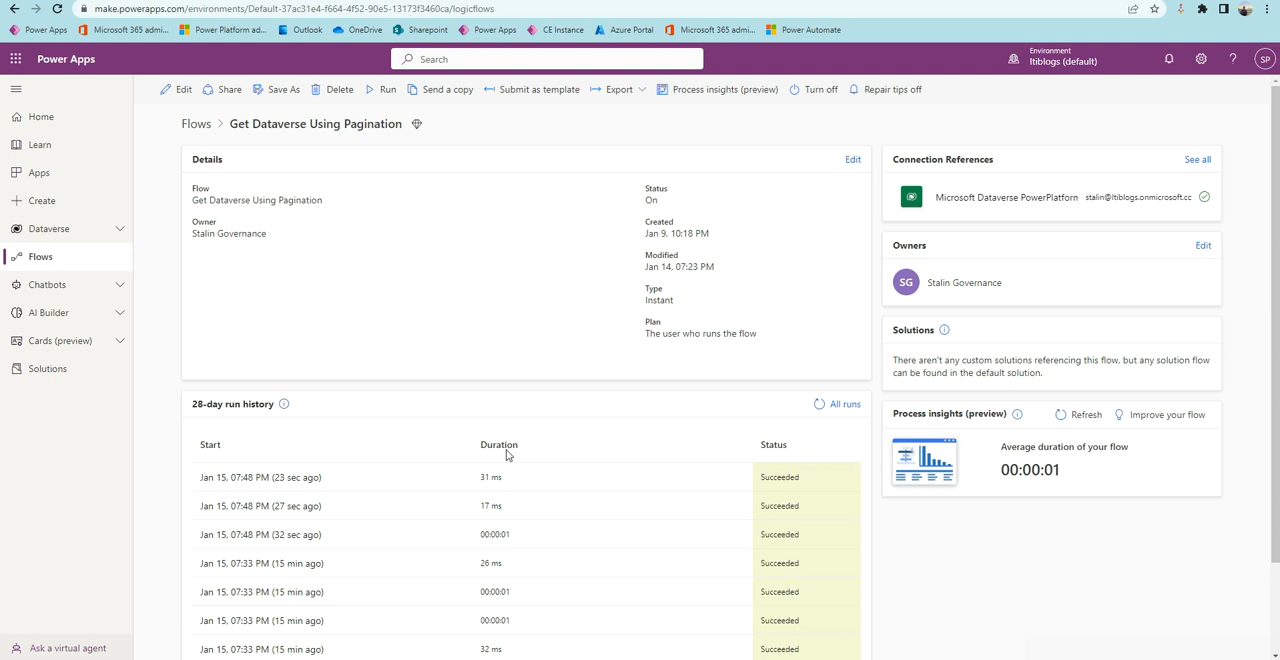 make.powerapps.com/environments/Default-37ac31e4-f664-4f52-90e5-13173f3460ca/logicflows
Power Apps
Microsoft 365 admi...
Power Platform ad...
Outlook
OneDrive
Sharepoint
Power Apps
CE Instance
Azure Portal
Microsoft 365 admi...
Power Automate
Power Apps
Search
Environment
ltiblogs (default)
?
SP
Edit
Share
Save As
Delete
Run
Send a copy
Submit as template
Export
Process insights (preview)
Turn off
Repair tips off
Home
Learn
Apps
Create
Dataverse
Flows
Chatbots
AI Builder
Cards (preview)
Solutions
Ask a virtual agent
Flows > Get Dataverse Using Pagination
Details
Edit
Flow
Get Dataverse Using Pagination
Owner
Stalin Governance
Status
On
Created
Jan 9, 10:18 PM
Modified
Jan 14, 07:23 PM
Type
Instant
Plan
The user who runs the flow
28-day run history
All runs
Start Duration Status
Jan 15, 07:48 PM (23 sec ago) 31 ms Succeeded
Jan 15, 07:48 PM (27 sec ago) 17 ms Succeeded
Jan 15, 07:48 PM (32 sec ago) 00:00:01 Succeeded
Jan 15, 07:33 PM (15 min ago) 26 ms Succeeded
Jan 15, 07:33 PM (15 min ago) 00:00:01 Succeeded
Jan 15, 07:33 PM (15 min ago) 00:00:01 Succeeded
Jan 15, 07:33 PM (15 min ago) 32 ms Succeeded
Connection References
See all
Microsoft Dataverse PowerPlatform stalin@ltiblogs.onmicrosoft.cc
Owners
Edit
SG
Stalin Governance
Solutions
There aren't any custom solutions referencing this flow, but any solution flow
can be found in the default solution.
Process insights (preview)
Refresh
Improve your flow
Average duration of your flow
00:00:01